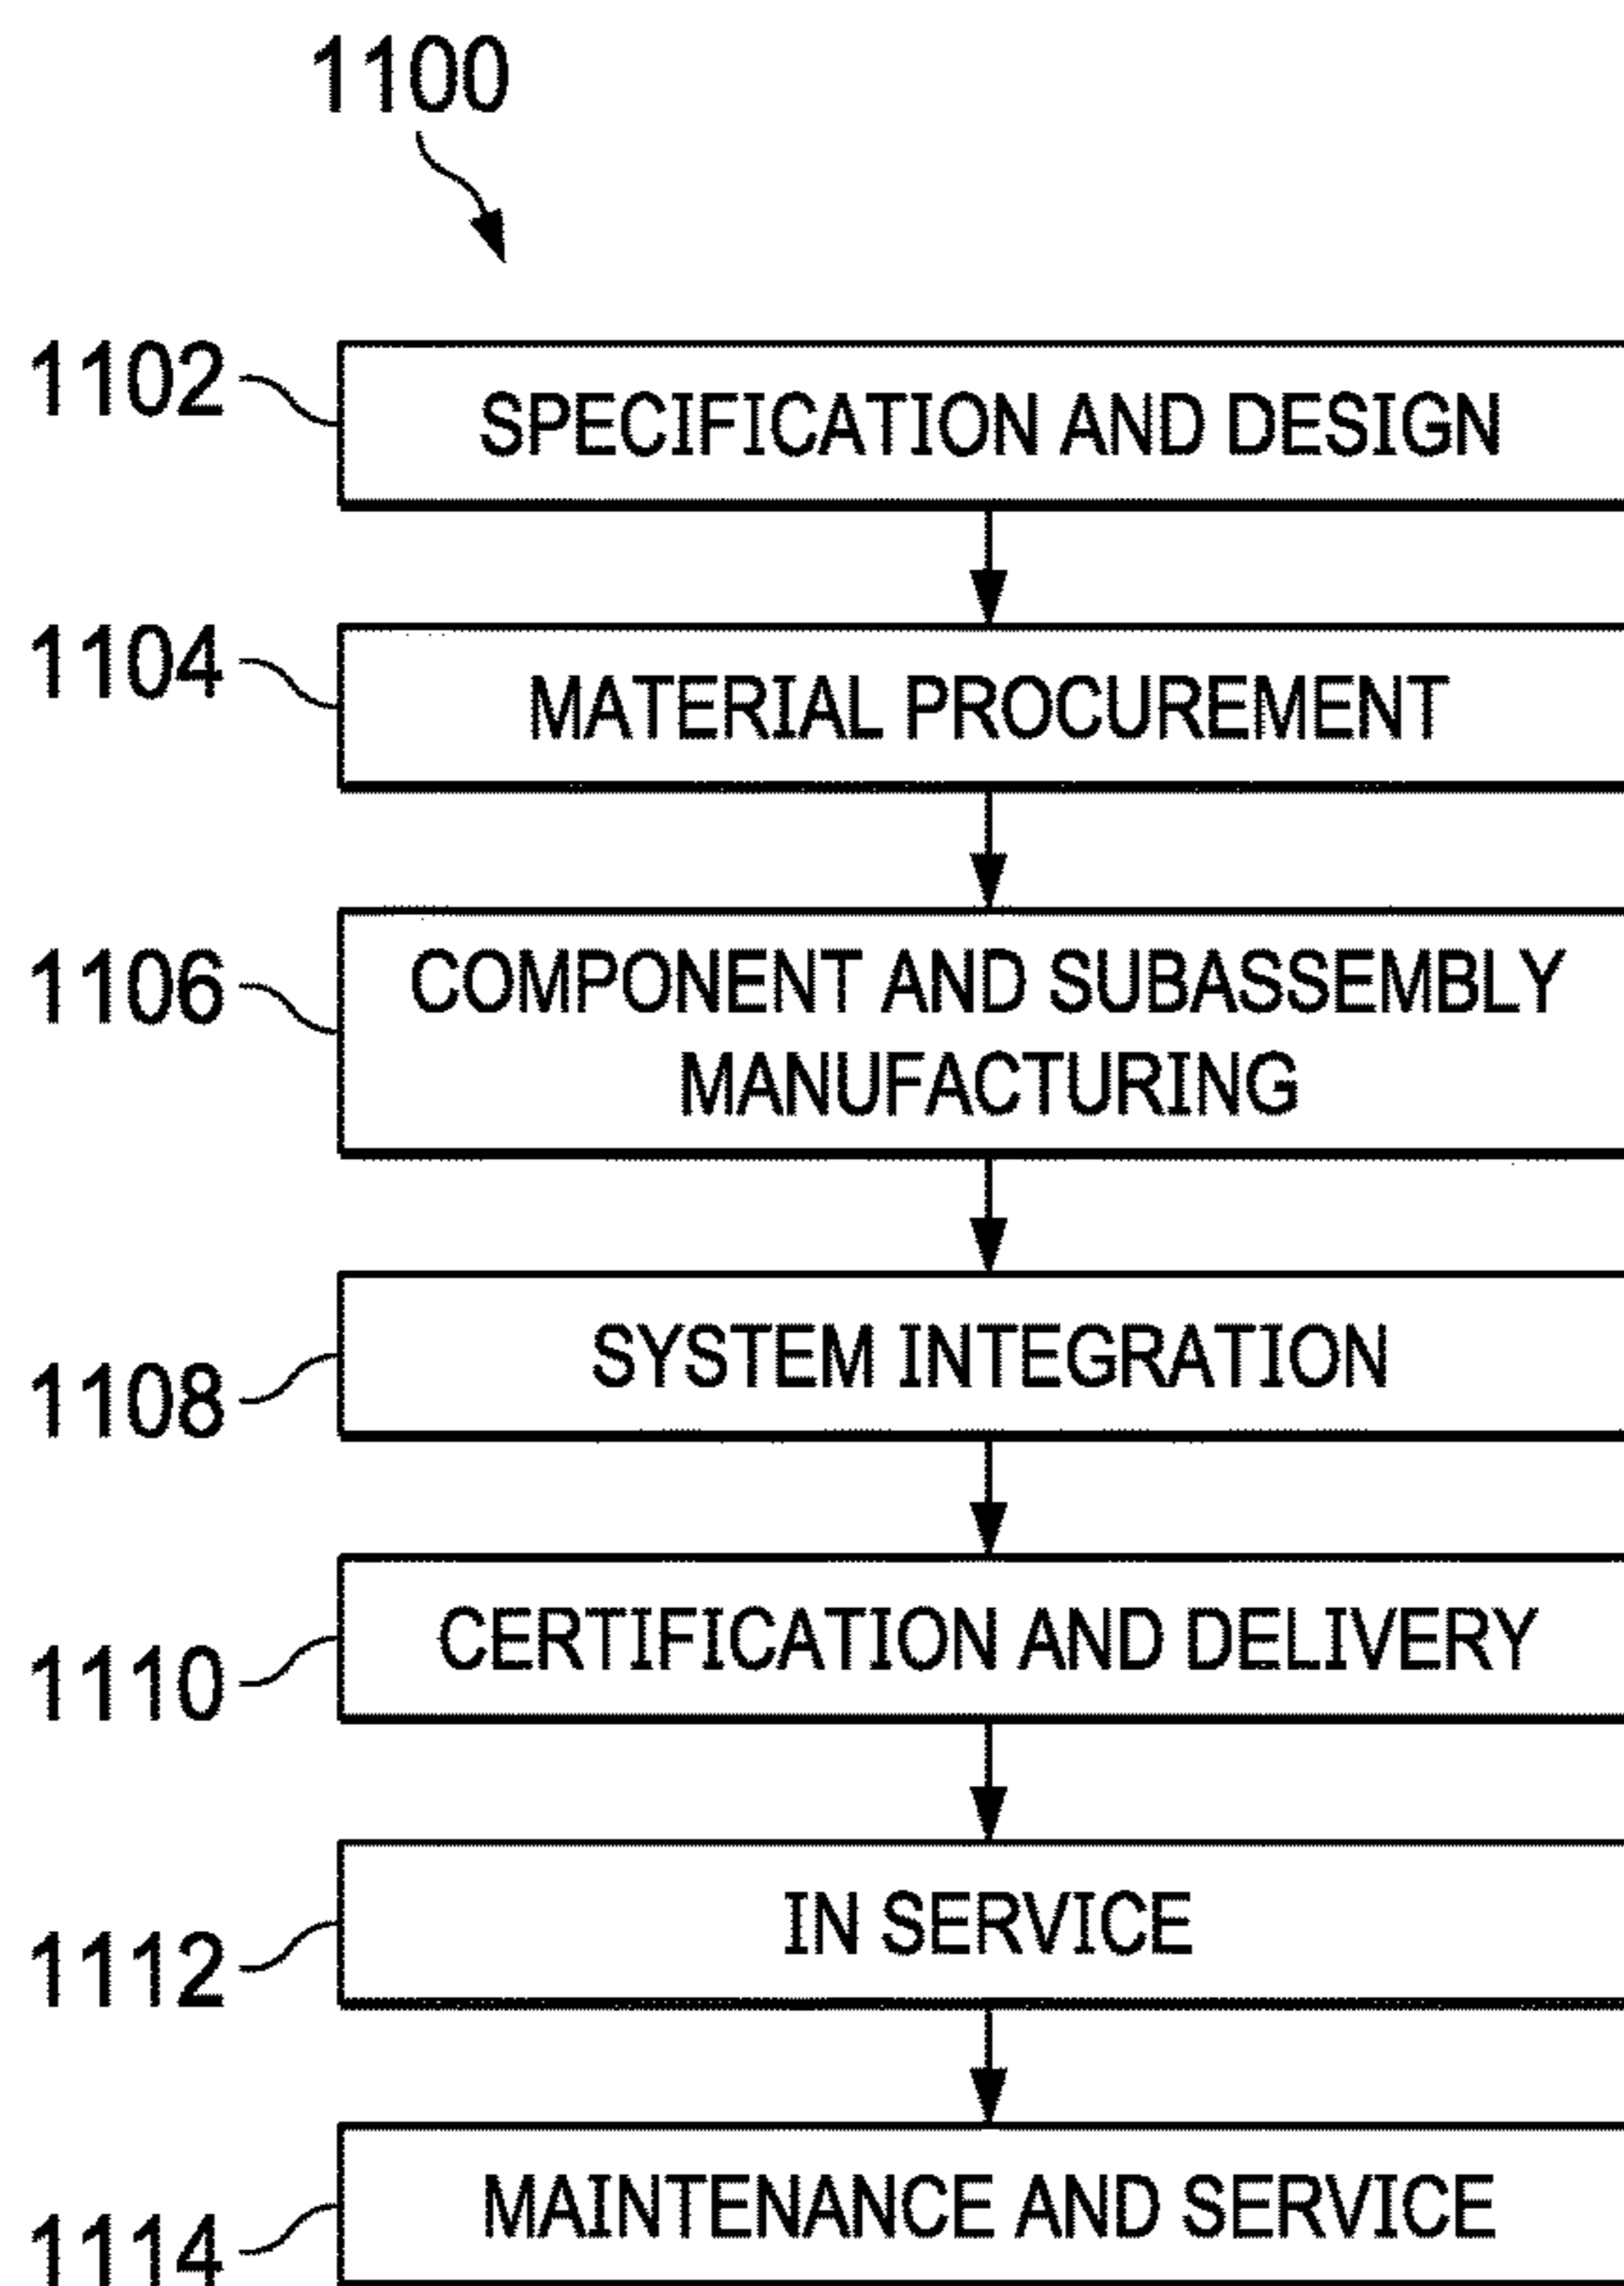 1100
1102
SPECIFICATION AND DESIGN
1104
MATERIAL PROCUREMENT
1106
COMPONENT AND SUBASSEMBLY
MANUFACTURING
1108
SYSTEM INTEGRATION
1110
CERTIFICATION AND DELIVERY
1112
IN SERVICE
1114
MAINTENANCE AND SERVICE